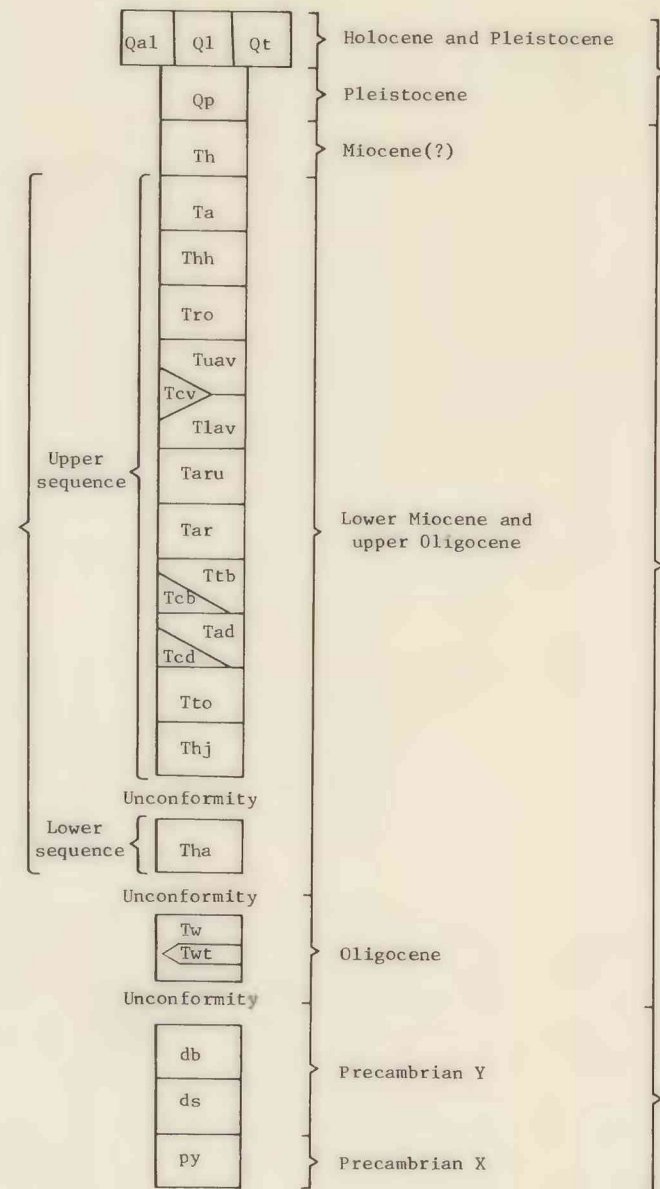 Qal Ql Qt Holocene and Pleistocene
Qp Pleistocene
Th Miocene(?)
Ta
Thh
Tro
Tuav
Tcv
Tlav
Upper
sequence
Taru
Tar
Lower Miocene and
upper Oligocene
Ttb
Tcb
Tad
Tcd
Tto
Thj
Unconformity
Lower
sequence
Tha
Unconformity
Tw
Twt
Oligocene
Unconformity
db
Precambrian Y
ds
py Precambrian X